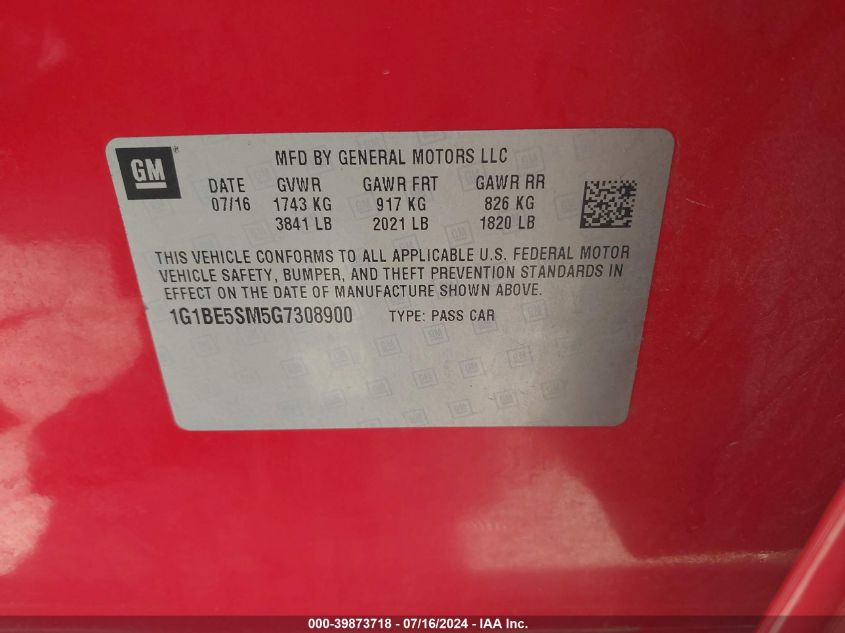 GM
MFD BY GENERAL MOTORS LLC
DATE GVWR GAWR FRT GAWR RR
07/16 1743 KG 917 KG 826 KG
3841 LB 2021 LB 1820 LB
THIS VEHICLE CONFORMS TO ALL APPLICABLE U.S. FEDERAL MOTOR
VEHICLE SAFETY, BUMPER, AND THEFT PREVENTION STANDARDS IN
EFFECT ON THE DATE OF MANUFACTURE SHOWN ABOVE.
1G1BE5SM5G7308900 TYPE: PASS CAR
000-39873718 - 07/16/2024 - IAA Inc.